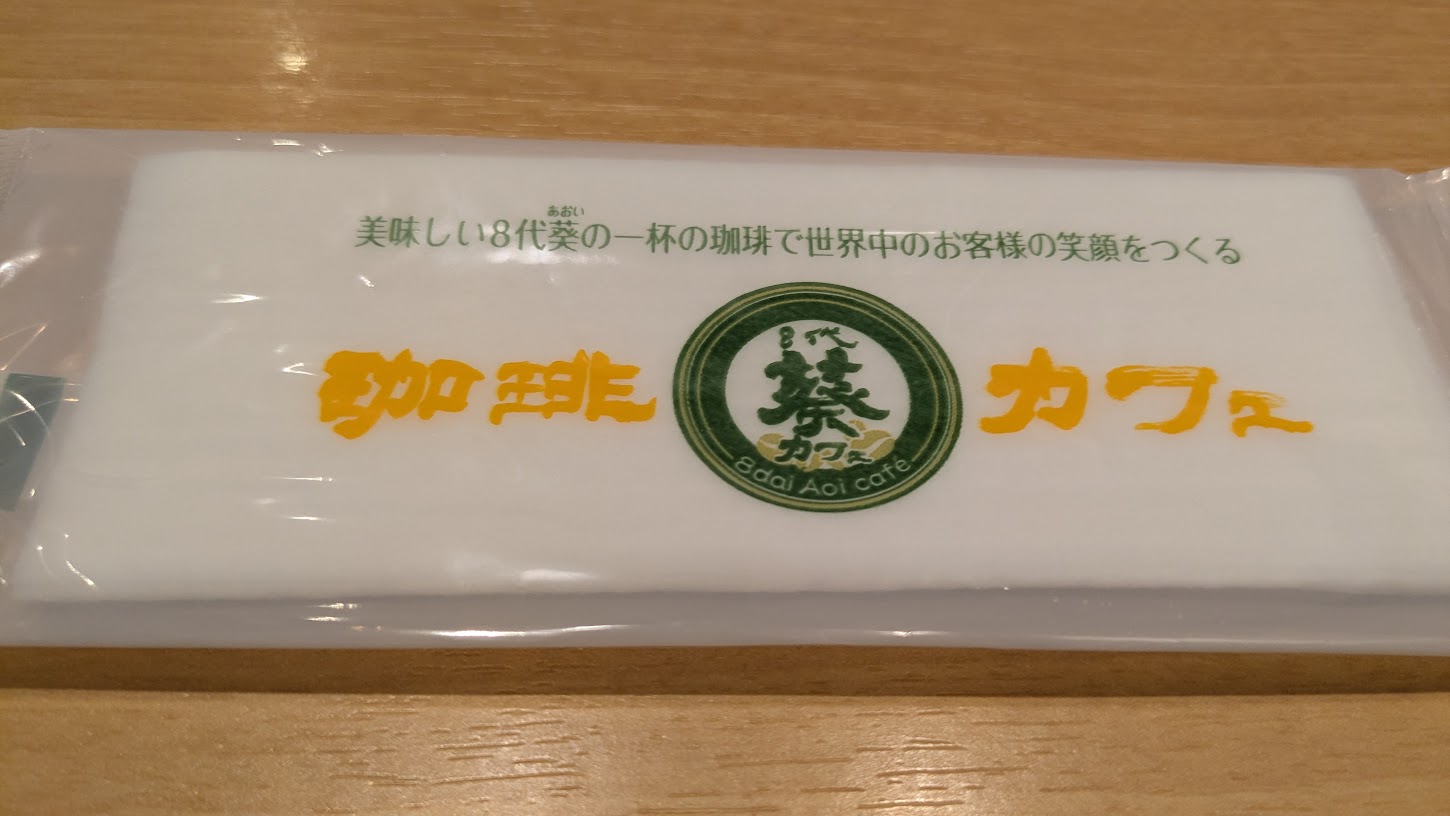 美味しい8代葵の一杯の珈琲で世界中のお客様の笑顔をつくる
あおい
珈琲
8代
葵
カフェ
8dai Aoi café
カフェ